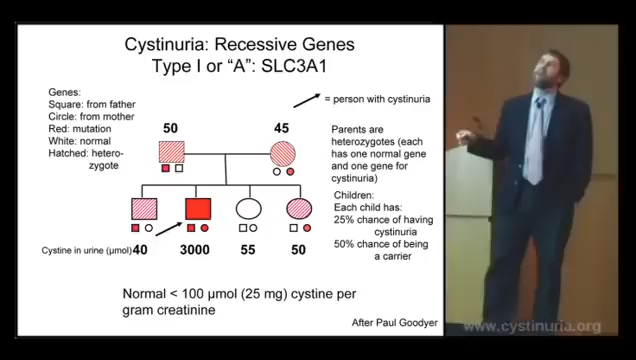 Cystinuria: Recessive Genes
Type I or “A”: SLC3A1
Genes:
Square: from father
Circle: from mother
Red: mutation
White: normal
Hatched: hetero-
zygote
= person with cystinuria
50
45
Parents are
heterozygotes (each
has one normal gene
and one gene for
cystinuria)
Children:
Each child has:
25% chance of having
cystinuria
50% chance of being
a carrier
Cystine in urine (µmol) 40 3000 55 50
Normal < 100 µmol (25 mg) cystine per
gram creatinine
After Paul Goodyer
www.cystinuria.org